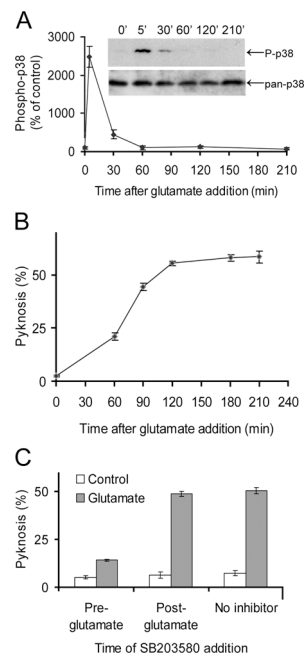 A
0' 5' 30' 60' 120' 210'
P-p38
pan-p38
Phospho-p38
(% of control)
3000
2000
1000
0
0 30 60 90 120 150 180 210
Time after glutamate addition (min)
B
Pyknosis (%)
50
25
0
0 30 60 90 120 150 180 210 240
Time after glutamate addition (min)
C
Control
Glutamate
Pyknosis (%)
50
25
0
Pre-
glutamate
Post-
glutamate
No inhibitor
Time of SB203580 addition